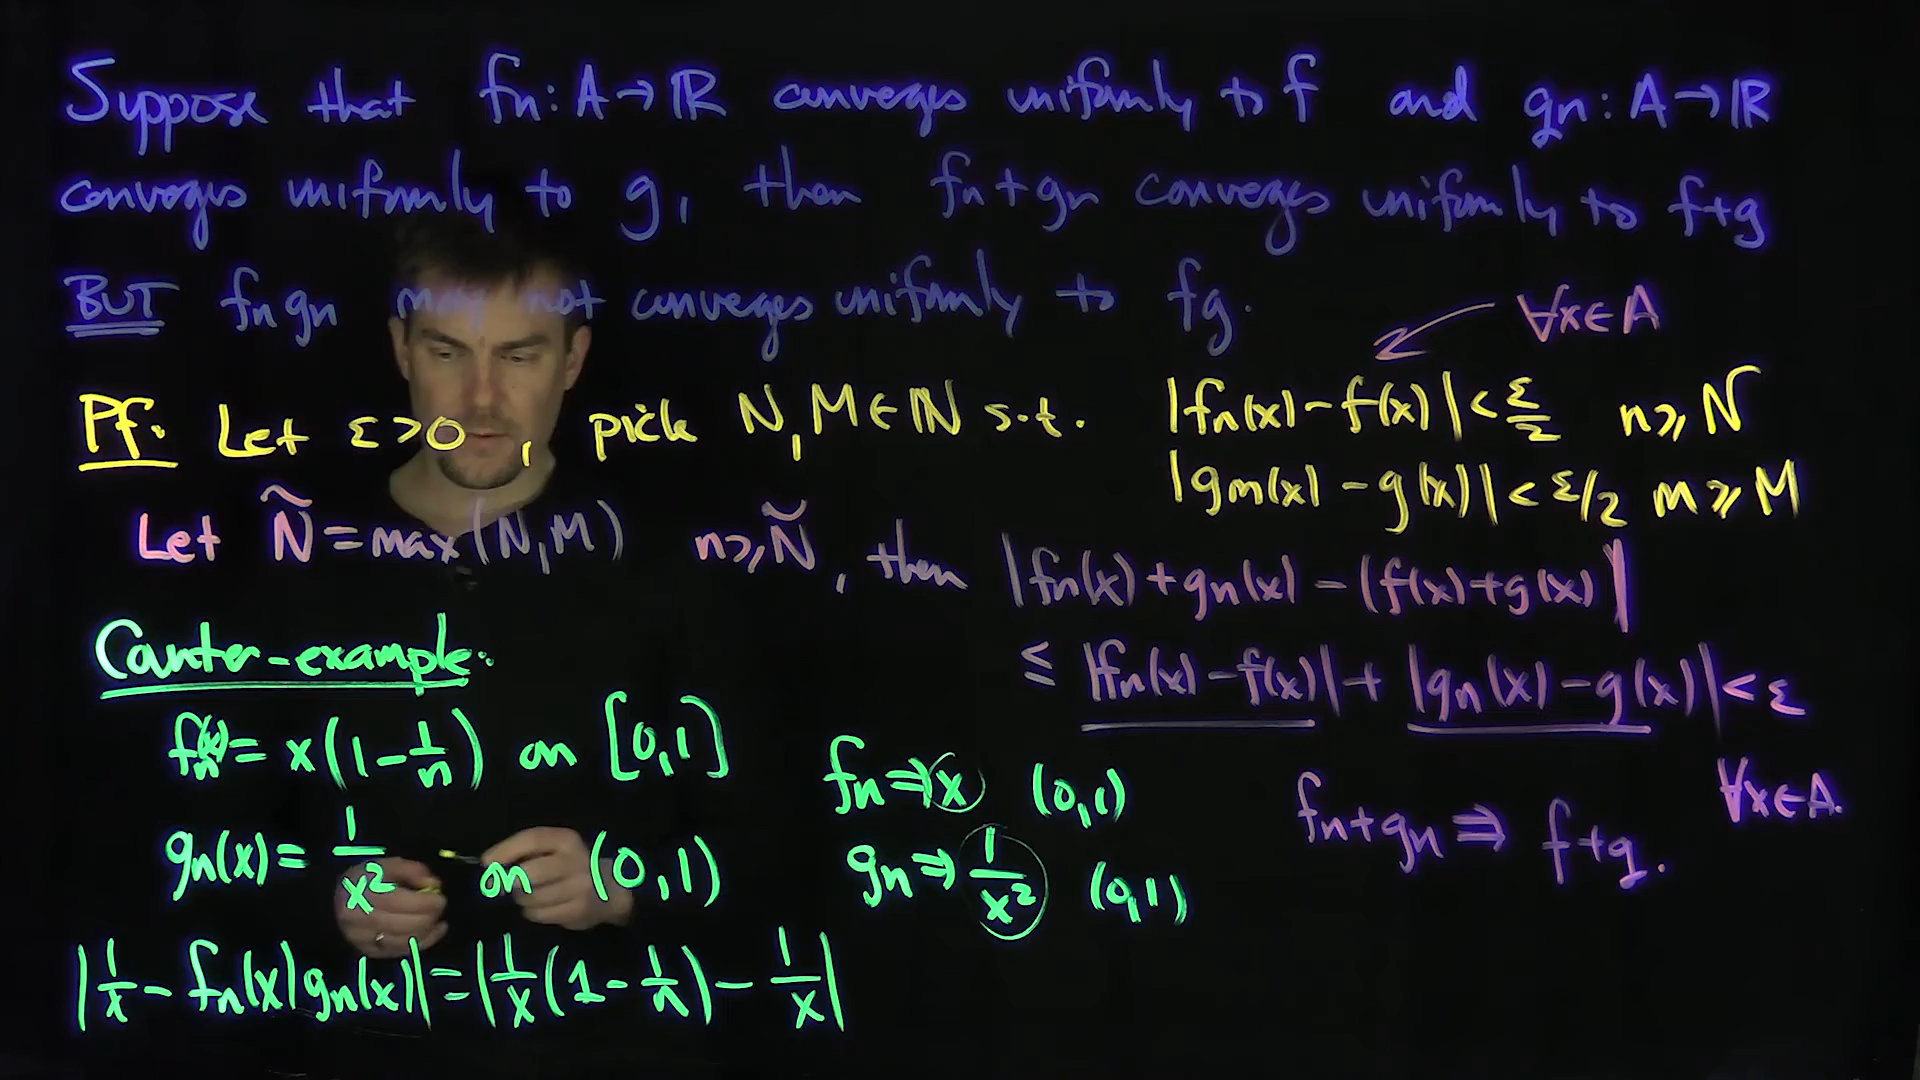 Suppose that fn: A→ℝ converges uniformly to f and gn: A→ℝ
converges uniformly to g, then fn+gn converges uniformly to f+g
BUT fngn may not converges uniformly to fg.
∀x∈A
Pf: Let ε>0, pick N,M∈ℕ s.t. |fn(x)-f(x)|<ε/2 n≥N
|gm(x)-g(x)|<ε/2 m≥M
Let Ñ=max(N,M) n≥Ñ, then |fn(x)+gn(x)-(f(x)+g(x)|
≤ |fn(x)-f(x)|+|gn(x)-g(x)|<ε
∀x∈A.
fn+gn⇉f+g.
Counter-example:
fn(x)=x(1-1/n) on [0,1]
fn⇉x (0,1)
gn(x)=1/x² on (0,1)
gn⇉1/x² (0,1)
|1/x-fn(x)gn(x)|=|1/x(1-1/n)-1/x|